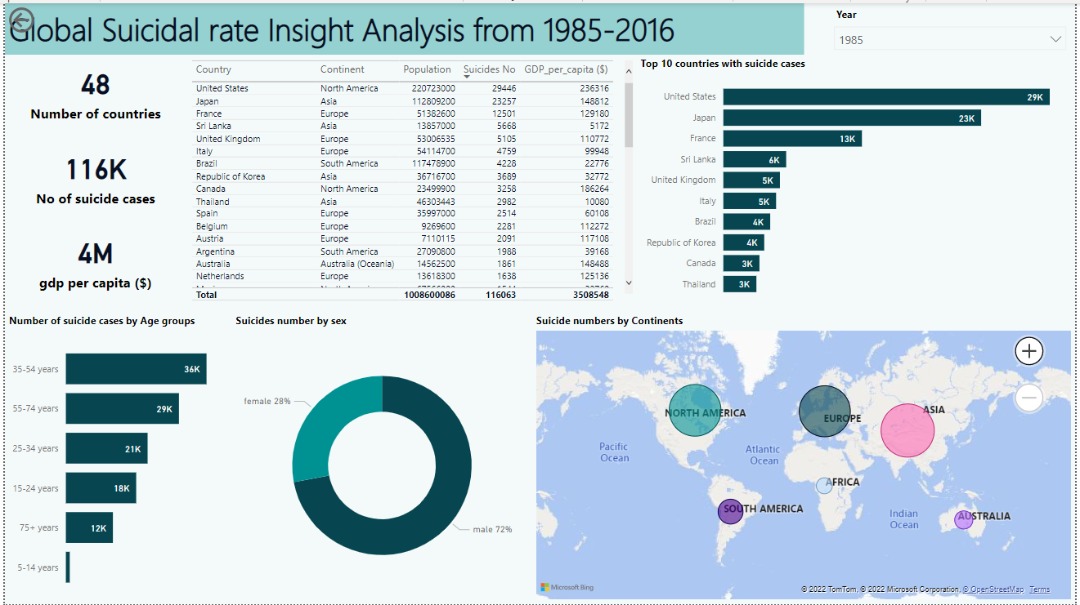 Global Suicidal rate Insight Analysis from 1985-2016
Year
1985
48
Number of countries
116K
No of suicide cases
4M
gdp per capita ($)
Country Continent Population Suicides No GDP_per_capita ($)
United States North America 220723000 29446 236316
Japan Asia 112809200 23257 148812
France Europe 51382600 12501 129180
Sri Lanka Asia 13857000 5668 5172
United Kingdom Europe 53006535 5105 110772
Italy Europe 54114700 4759 99948
Brazil South America 117478900 4228 22776
Republic of Korea Asia 36716700 3689 32772
Canada North America 23499900 3258 186264
Thailand Asia 46303443 2982 10080
Spain Europe 35997000 2514 60108
Belgium Europe 9269600 2281 112272
Austria Europe 7110115 2091 117108
Argentina South America 27090800 1988 39168
Australia Australia (Oceania) 14562500 1861 148488
Netherlands Europe 13618300 1638 125136
Total 1008600086 116063 3508548
Top 10 countries with suicide cases
United States 29K
Japan 23K
France 13K
Sri Lanka 6K
United Kingdom 5K
Italy 5K
Brazil 4K
Republic of Korea 4K
Canada 3K
Thailand 3K
Number of suicide cases by Age groups
35-54 years 36K
55-74 years 29K
25-34 years 21K
15-24 years 18K
75+ years 12K
5-14 years
Suicides number by sex
female 28%
male 72%
Suicide numbers by Continents
NORTH AMERICA
EUROPE
ASIA
Pacific
Ocean
Atlantic
Ocean
AFRICA
SOUTH AMERICA
Indian
Ocean
AUSTRALIA
Microsoft Bing
© 2022 TomTom, © 2022 Microsoft Corporation, © OpenStreetMap Terms